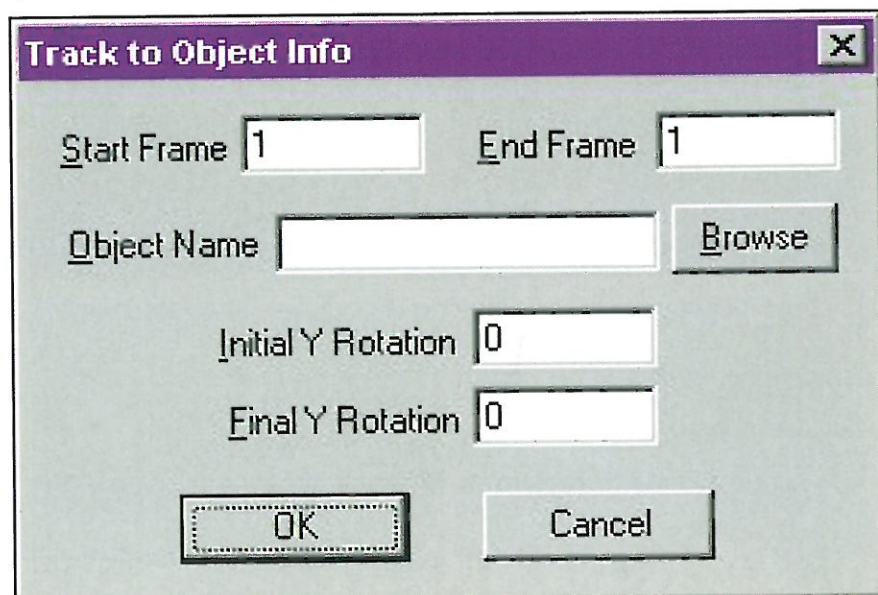 Track to Object Info
Start Frame 1 End Frame 1
Object Name Browse
Initial Y Rotation 0
Final Y Rotation 0
OK Cancel